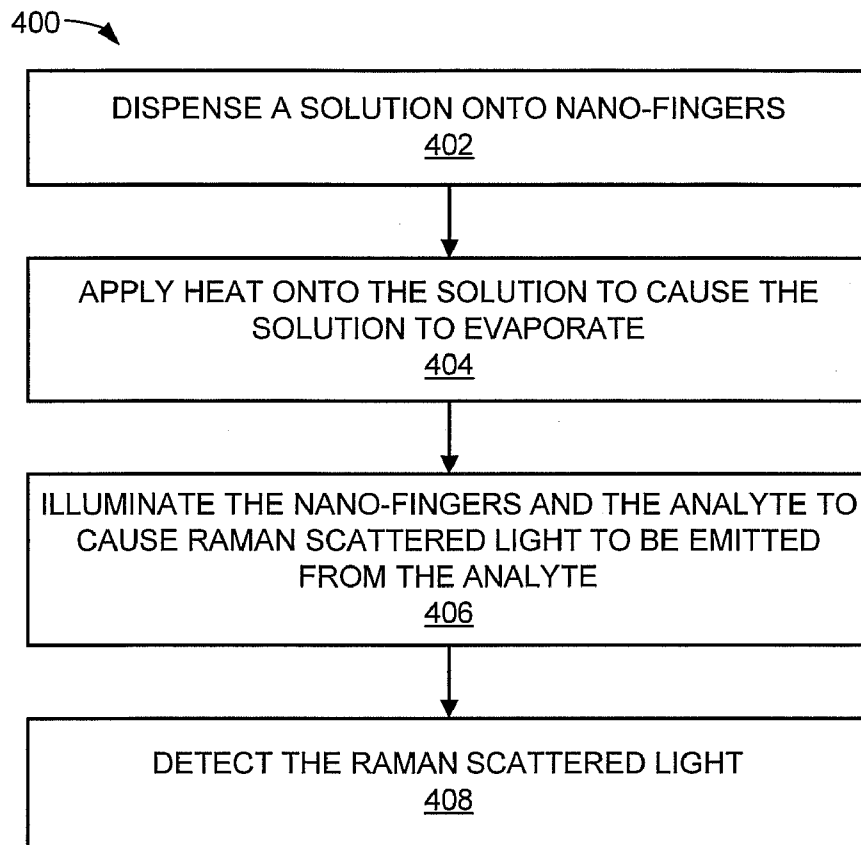 400
DISPENSE A SOLUTION ONTO NANO-FINGERS
402
APPLY HEAT ONTO THE SOLUTION TO CAUSE THE
SOLUTION TO EVAPORATE
404
ILLUMINATE THE NANO-FINGERS AND THE ANALYTE TO
CAUSE RAMAN SCATTERED LIGHT TO BE EMITTED
FROM THE ANALYTE
406
DETECT THE RAMAN SCATTERED LIGHT
408